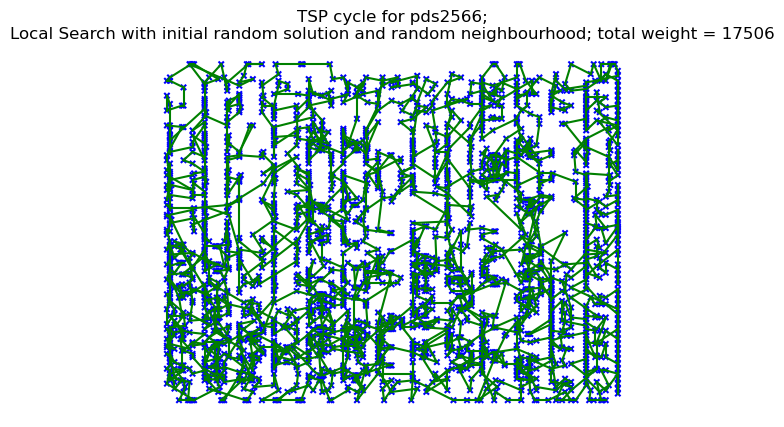 TSP cycle for pds2566;
Local Search with initial random solution and random neighbourhood; total weight = 17506